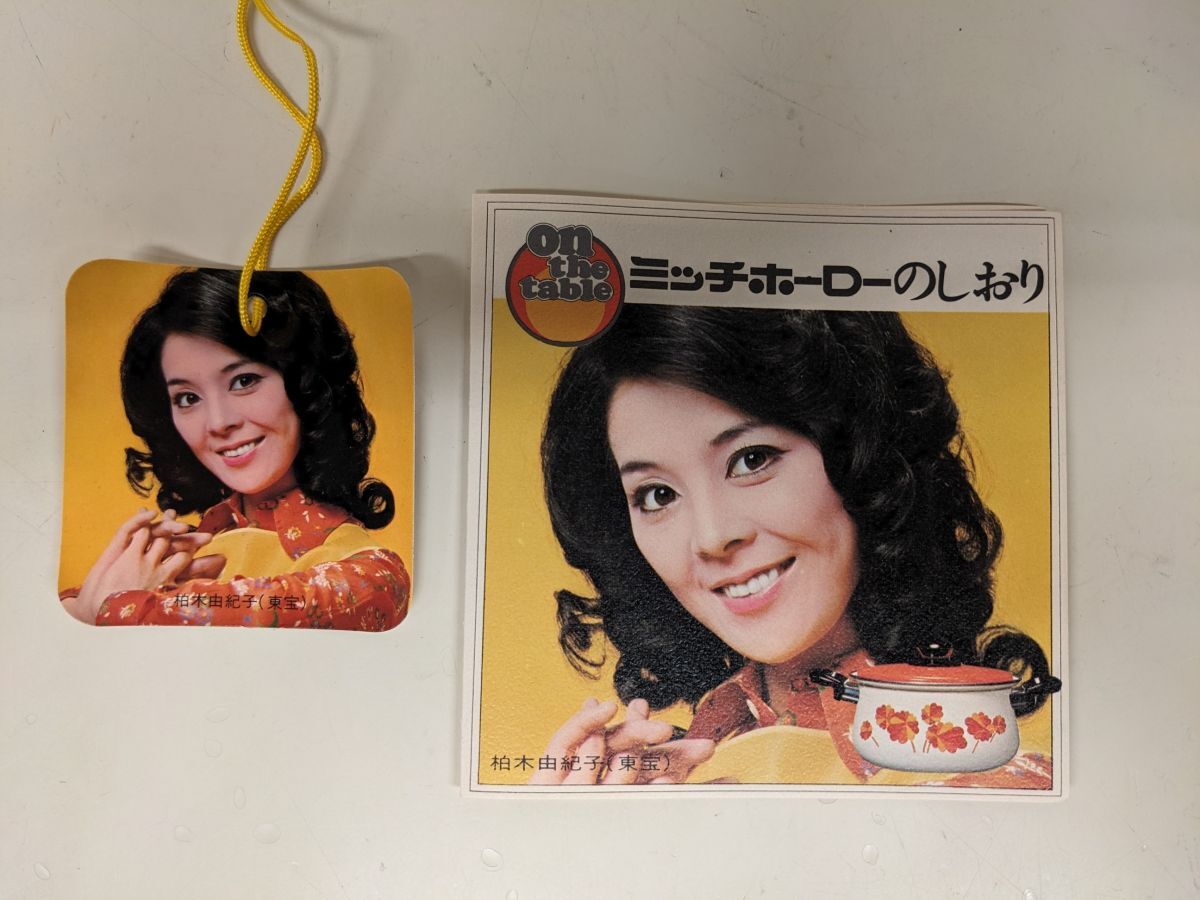 柏木由紀子(東宝)
on
the
table
ミッチホーローのしおり
柏木由紀子(東宝)